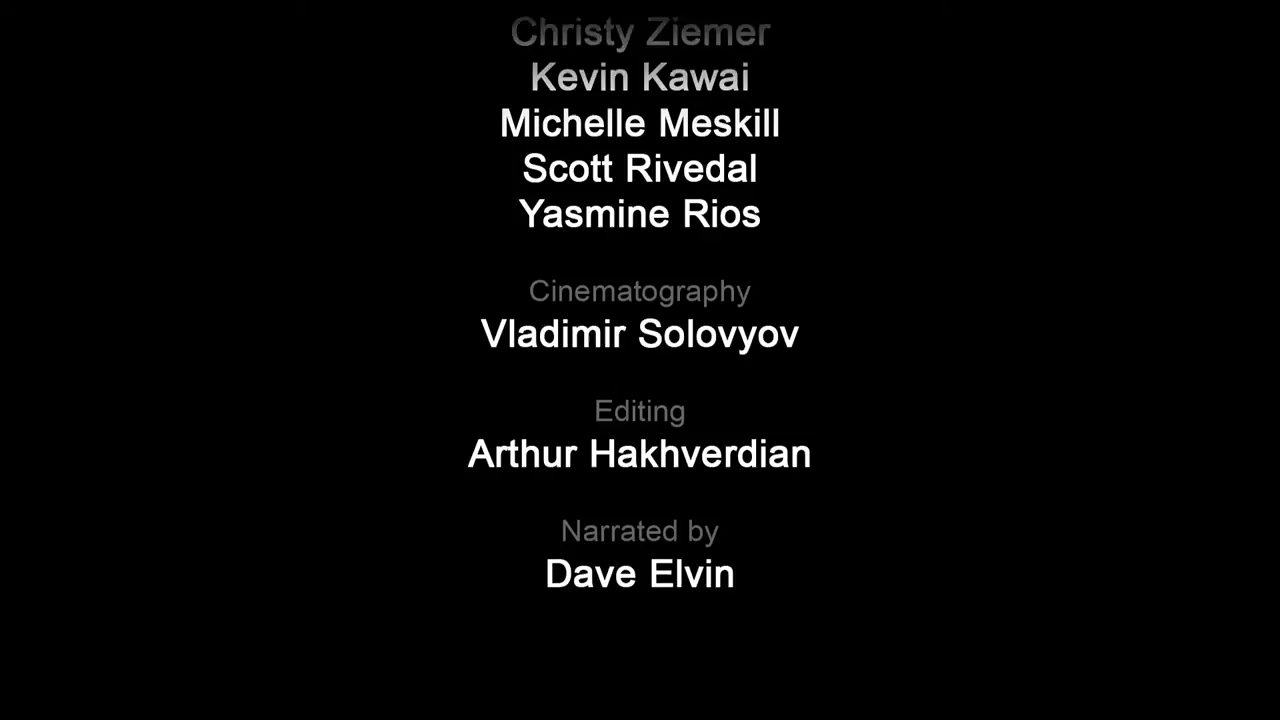 Christy Ziemer
Kevin Kawai
Michelle Meskill
Scott Rivedal
Yasmine Rios
Cinematography
Vladimir Solovyov
Editing
Arthur Hakhverdian
Narrated by
Dave Elvin